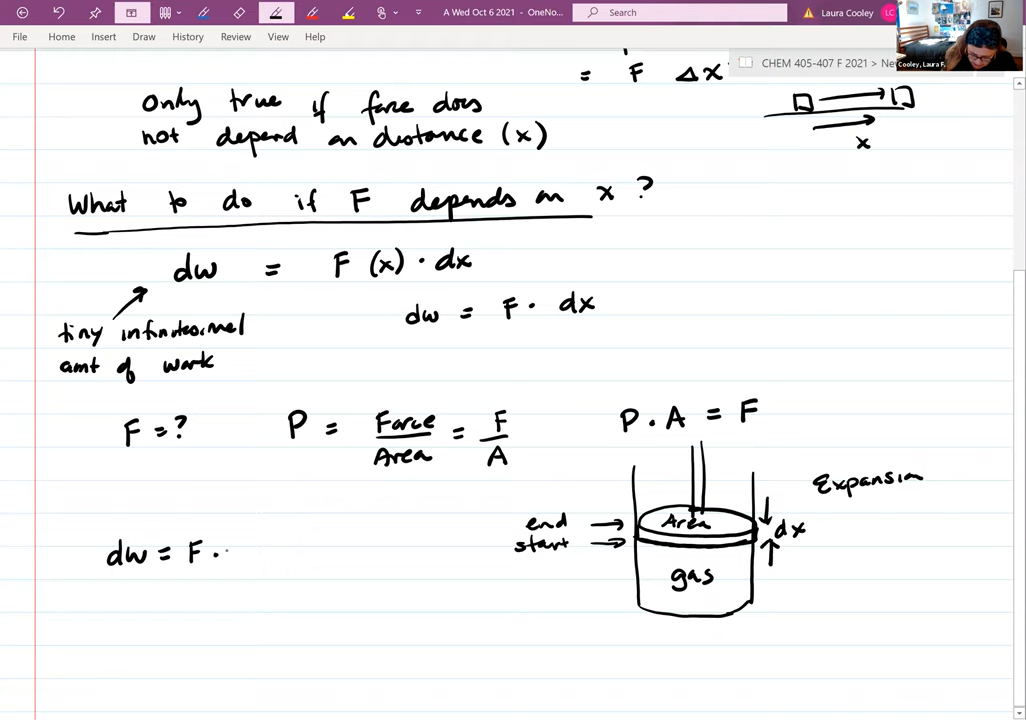 A Wed Oct 6 2021 - OneNo...
Search
Laura Cooley
LC
File Home Insert Draw History Review View Help
CHEM 405-407 F 2021 > Ne
Cooley, Laura F.
= F Δx
Only true if force does
not depend on distance (x)
x
What to do if F depends on x ?
dw = F (x) · dx
dw = F · dx
tiny infinitesimal
amt of work
F = ?
P = Force/Area = F/A
P · A = F
Expansion
end
start
Area
dx
gas
dw = F ·